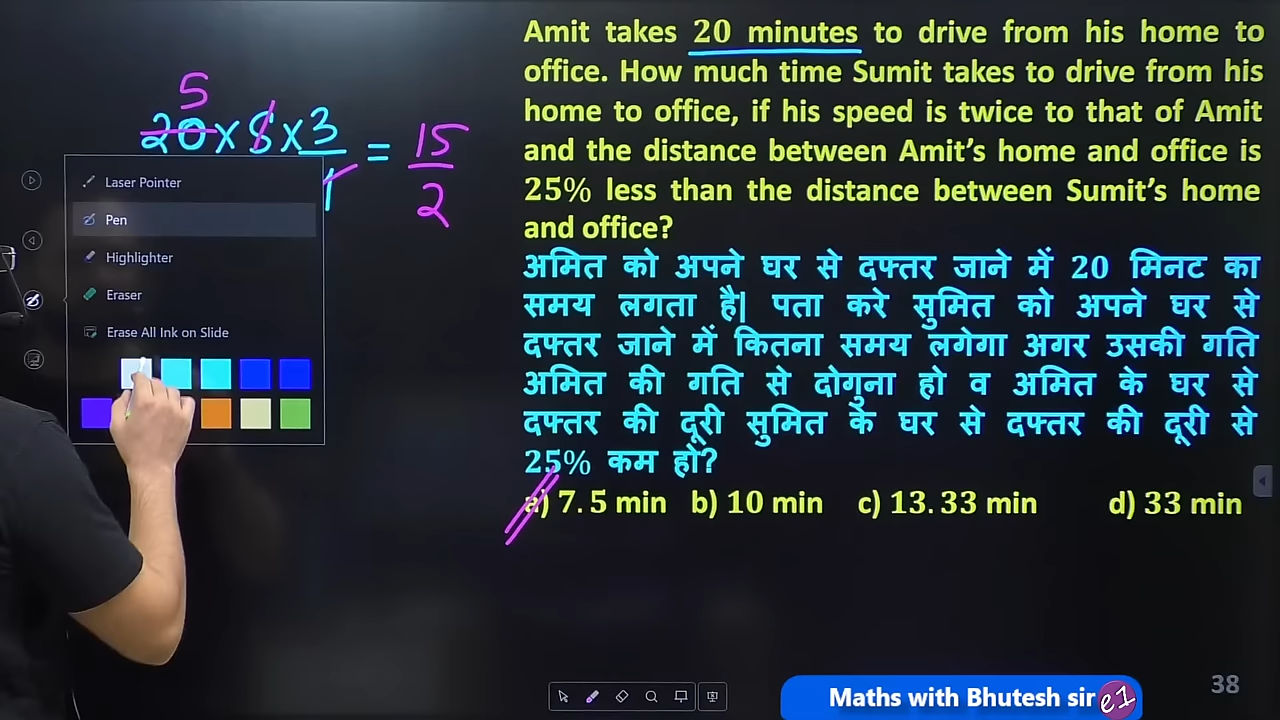 Amit takes 20 minutes to drive from his home to
office. How much time Sumit takes to drive from his
home to office, if his speed is twice to that of Amit
and the distance between Amit's home and office is
25% less than the distance between Sumit's home
and office?
अमित को अपने घर से दफ्तर जाने में 20 मिनट का
समय लगता है| पता करे सुमित को अपने घर से
दफ्तर जाने में कितना समय लगेगा अगर उसकी गति
अमित की गति से दोगुना हो व अमित के घर से
दफ्तर की दूरी सुमित के घर से दफ्तर की दूरी से
25% कम हो?
a) 7.5 min b) 10 min c) 13.33 min d) 33 min
5
20 × × 3 = 15
1 2
Laser Pointer
Pen
Highlighter
Eraser
Erase All Ink on Slide
38
Maths with Bhutesh sir e1